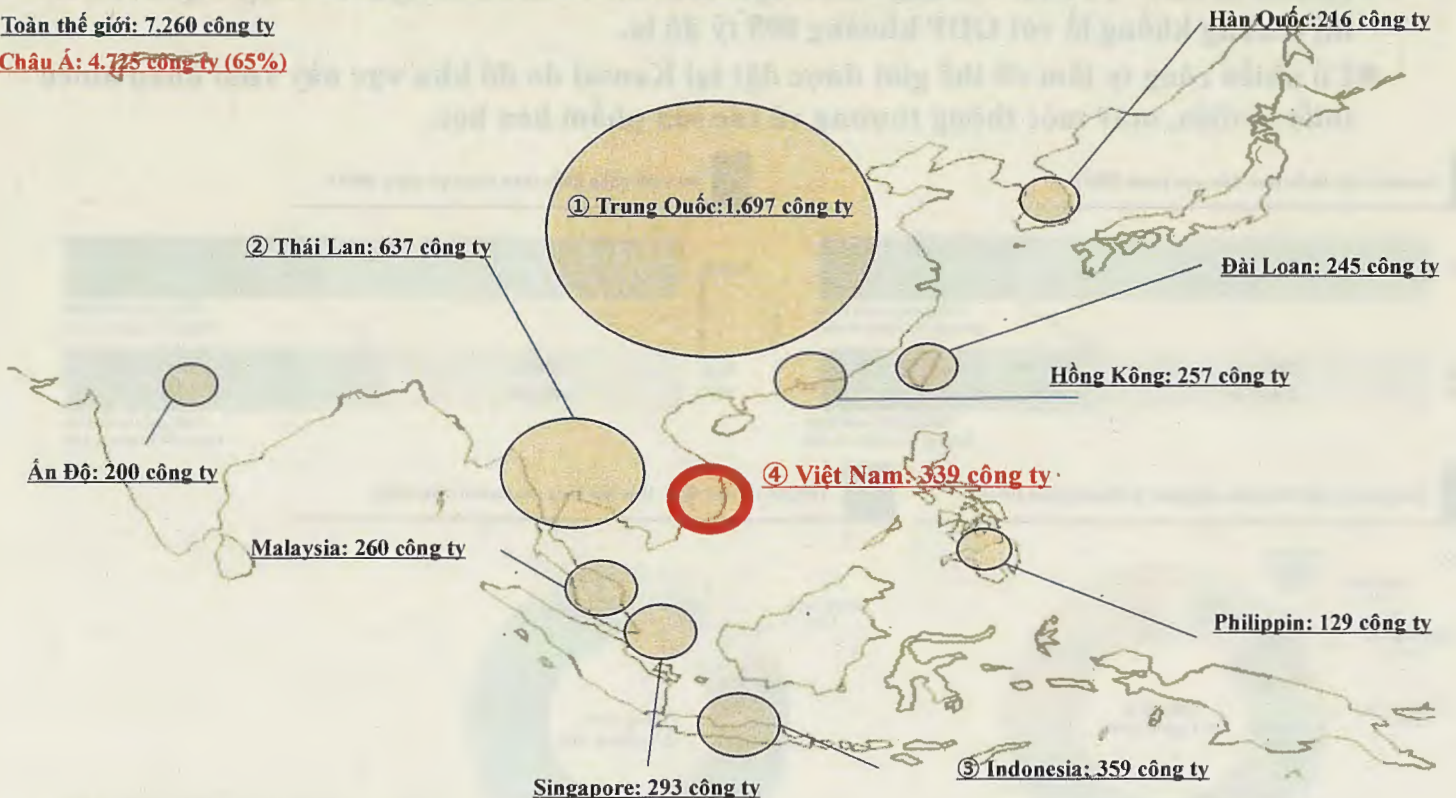 Toàn thế giới: 7.260 công ty
Châu Á: 4.725 công ty (65%)
Hàn Quốc:216 công ty
① Trung Quốc:1.697 công ty
② Thái Lan: 637 công ty
Đài Loan: 245 công ty
Hồng Kông: 257 công ty
Ấn Độ: 200 công ty
④ Việt Nam: 339 công ty
Malaysia: 260 công ty
Philippin: 129 công ty
③ Indonesia: 359 công ty
Singapore: 293 công ty